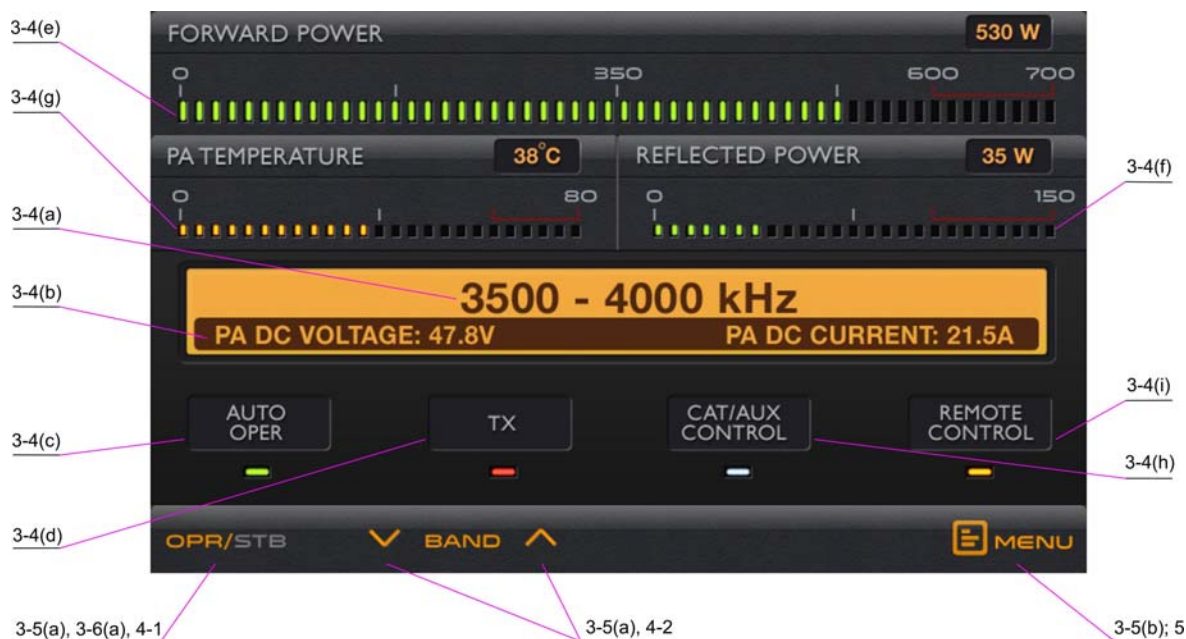 3-4(e)
FORWARD POWER
530 W
0 350 600 700
3-4(g)
PA TEMPERATURE
38°C
REFLECTED POWER
35 W
3-4(f)
0 80
0 150
3-4(a)
3500 - 4000 kHz
3-4(b)
PA DC VOLTAGE: 47.8V
PA DC CURRENT: 21.5A
AUTO
OPER
TX
CAT/AUX
CONTROL
REMOTE
CONTROL
3-4(i)
3-4(c)
3-4(h)
3-4(d)
OPR/STB
BAND
MENU
3-5(a), 3-6(a), 4-1
3-5(a), 4-2
3-5(b); 5